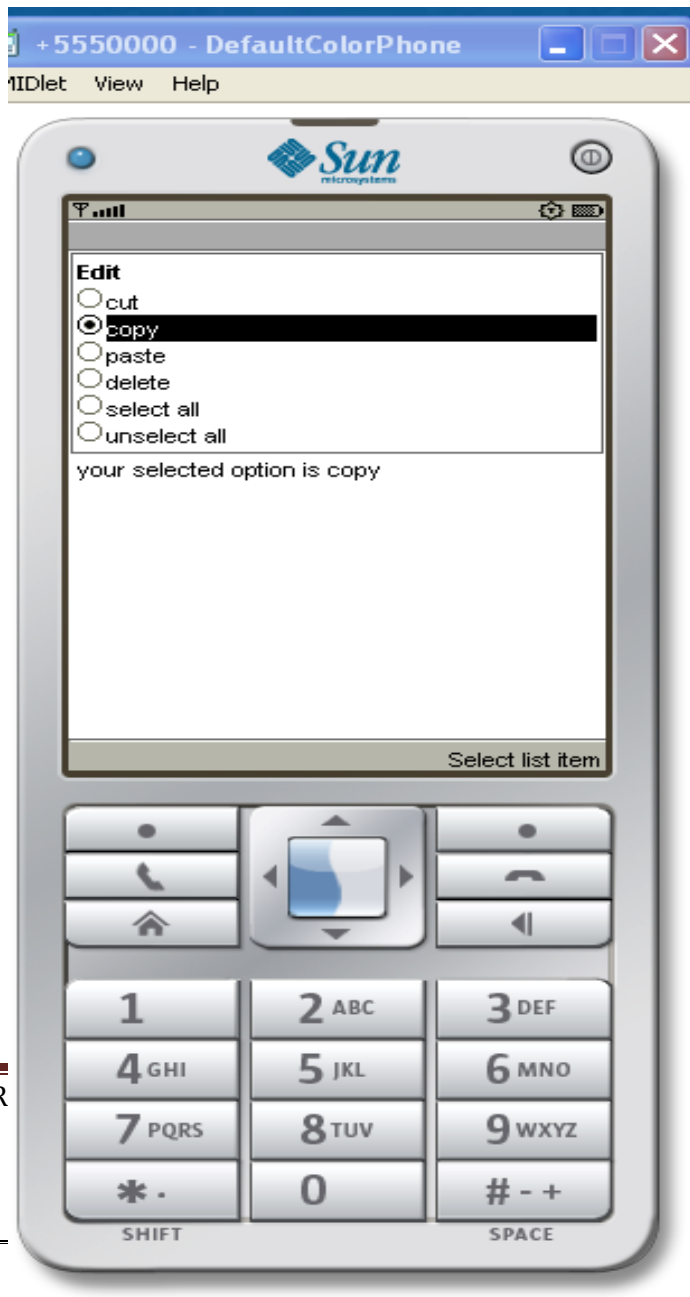 +5550000 - DefaultColorPhone
MIDlet View Help
Sun
microsystems
Edit
cut
copy
paste
delete
select all
unselect all
your selected option is copy
Select list item
1
2 ABC
3 DEF
4 GHI
5 JKL
6 MNO
R
7 PQRS
8 TUV
9 WXYZ
* .
0
# - +
SHIFT
SPACE